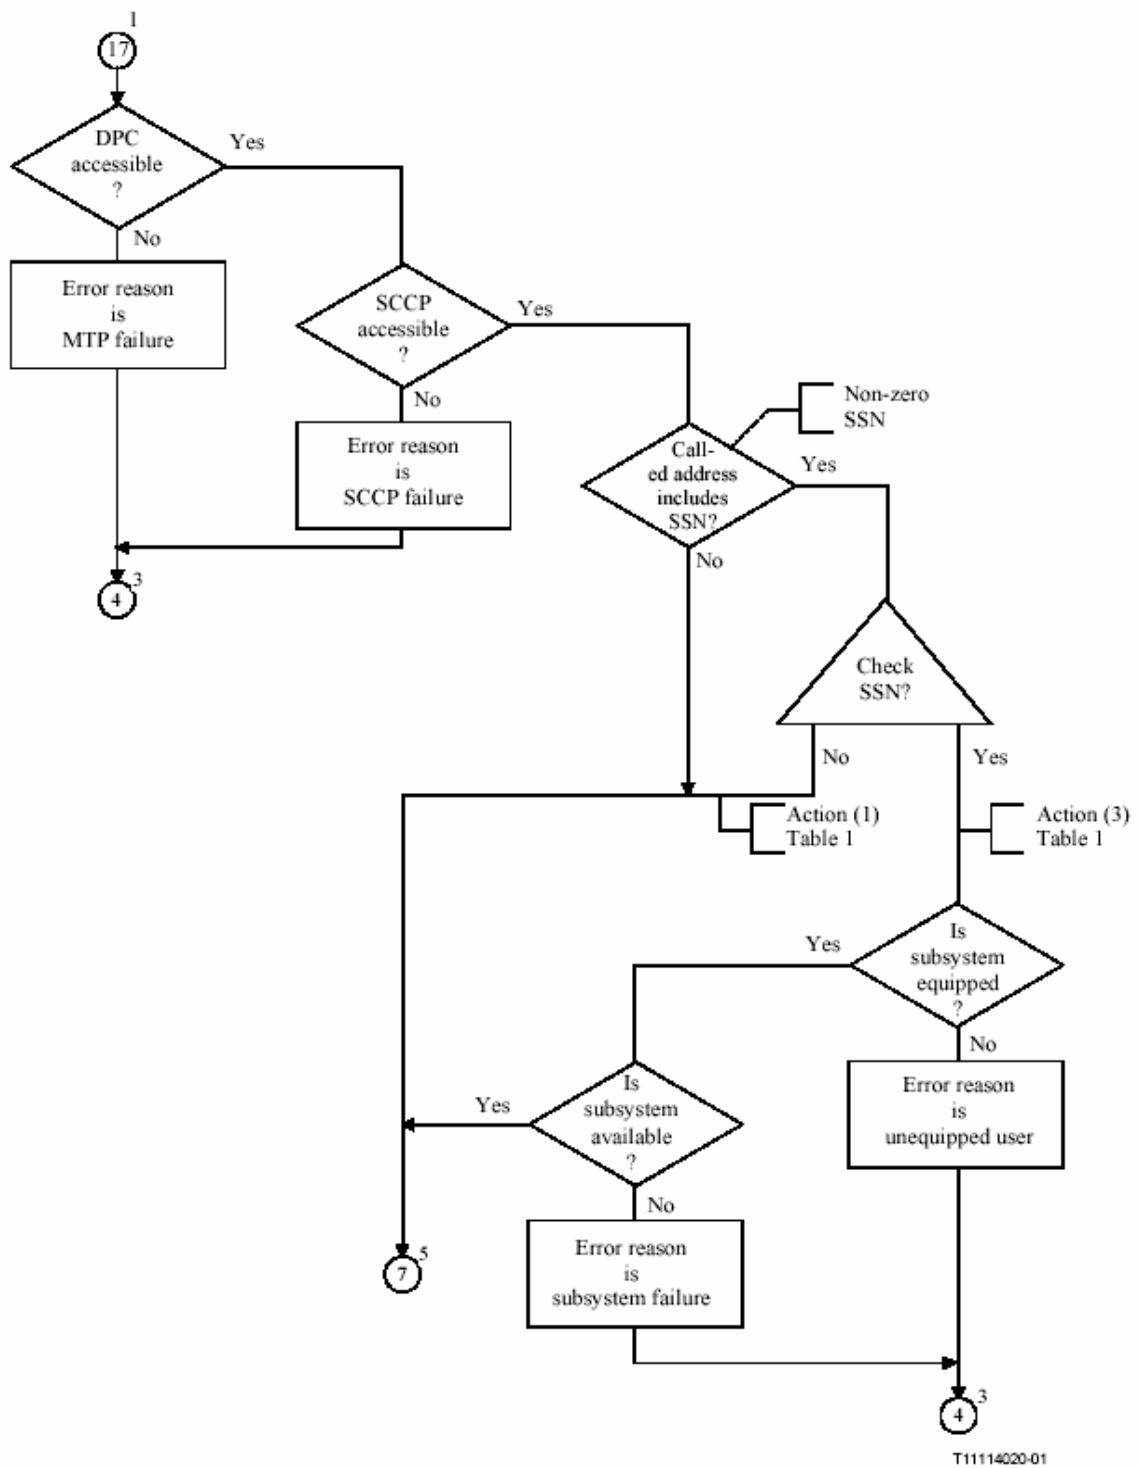 1
17
DPC
accessible
?
Yes
No
Error reason
is
MTP failure
SCCP
accessible
?
Yes
No
Error reason
is
SCCP failure
3
4
Non-zero
SSN
Call-
ed address
includes
SSN?
Yes
No
Check
SSN?
No
Yes
Action (1)
Table 1
Action (3)
Table 1
Is
subsystem
equipped
?
Yes
No
Error reason
is
unequipped user
Is
subsystem
available
?
Yes
No
Error reason
is
subsystem failure
5
7
3
4
T11114020-01